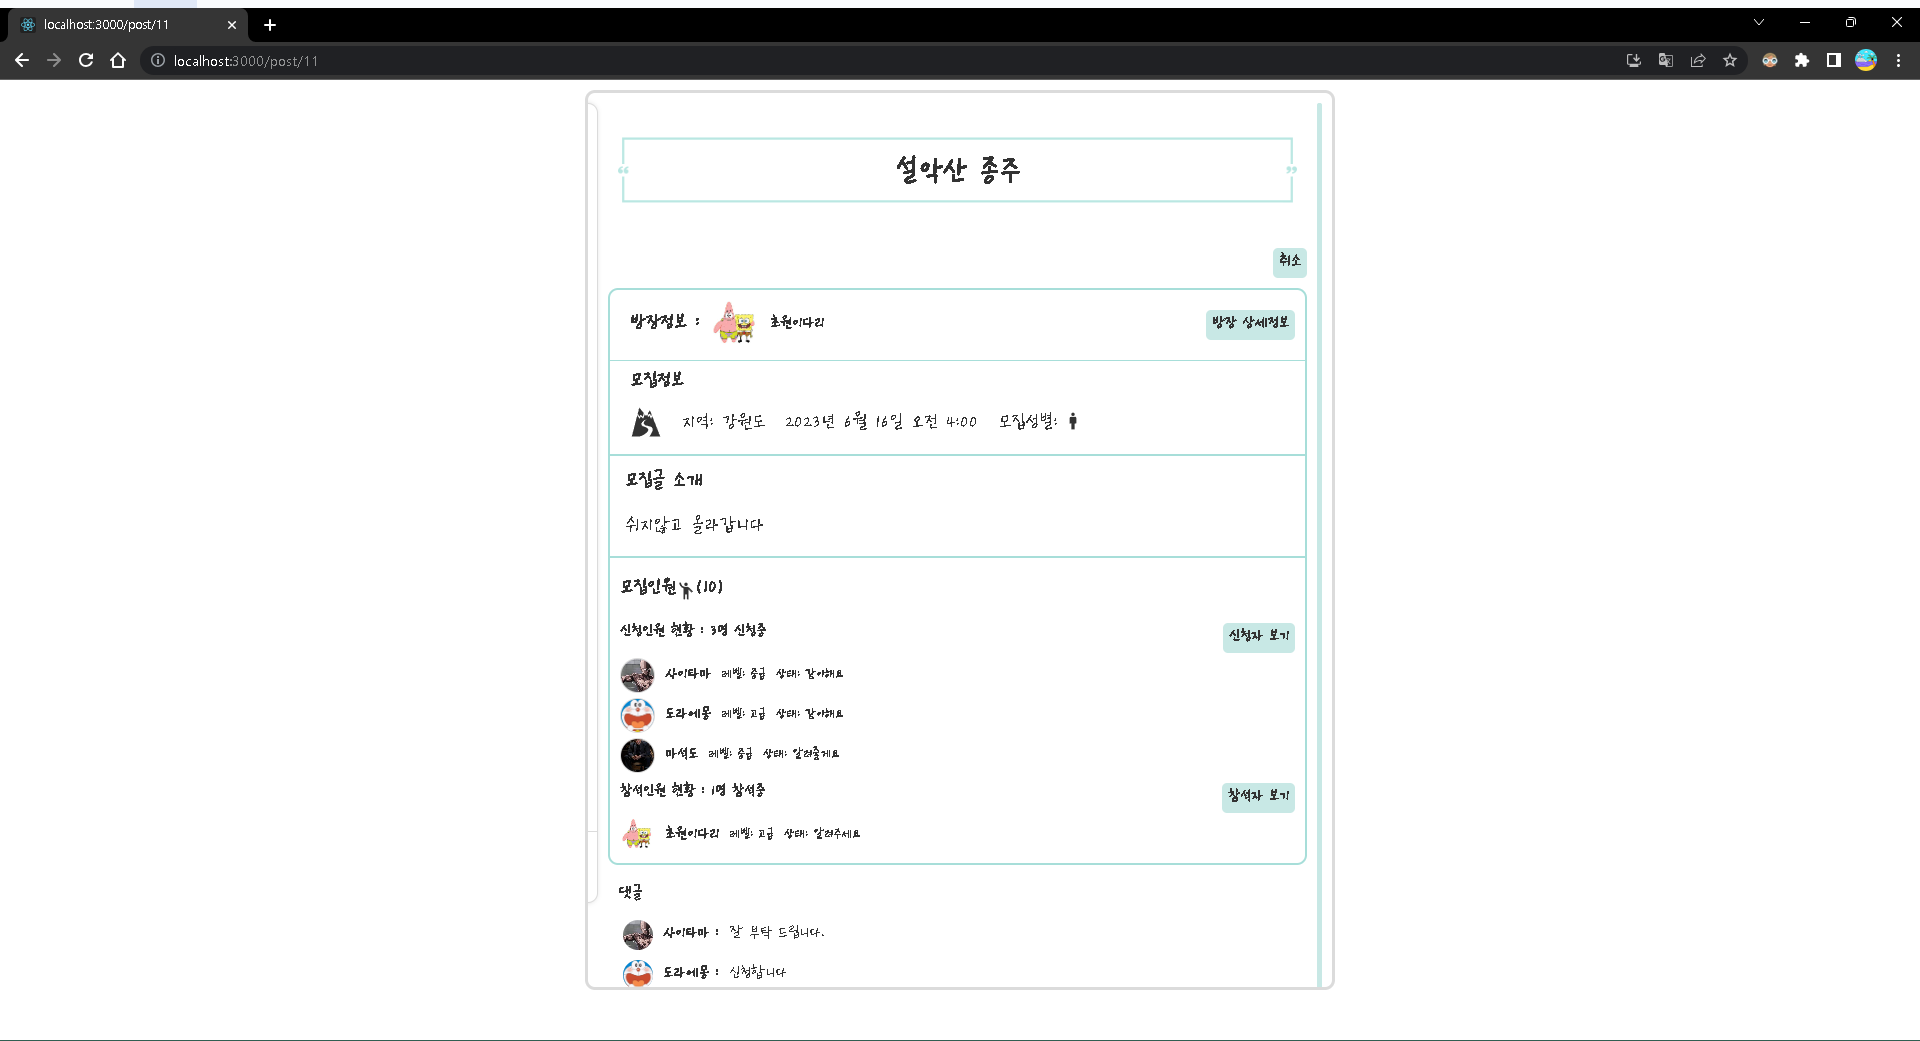 localhost:3000/post/11
localhost:3000/post/11
“ 설악산 종주 ”
취소
방장정보 : 초원이다리 방장 상세정보
모집정보
지역: 강원도 2023년 6월 16일 오전 4:00 모집성별:
모집글 소개
쉬지않고 올라갑니다
모집인원 (10)
신청인원 현황 : 3명 신청중 신청자 보기
사이타마 레벨: 중급 상태: 같이해요
도라에몽 레벨: 고급 상태: 같이해요
마석도 레벨: 중급 상태: 알려줄게요
참석인원 현황 : 1명 참석중 참석자 보기
초원이다리 레벨: 고급 상태: 알려주세요
댓글
사이타마 : 잘 부탁 드립니다.
도라에몽 : 신청합니다